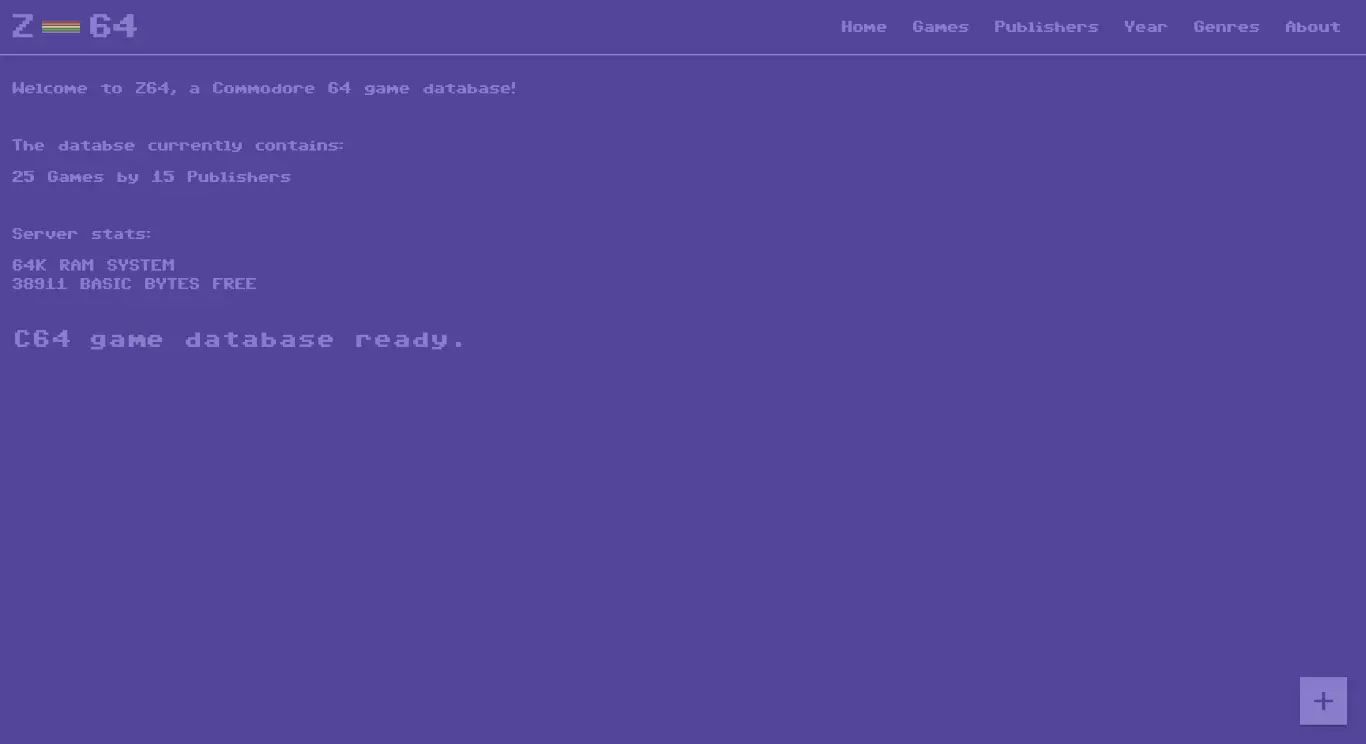 Z 64
Home Games Publishers Year Genres About
Welcome to Z64, a Commodore 64 game database!
The databse currently contains:
25 Games by 15 Publishers
Server stats:
64K RAM SYSTEM
38911 BASIC BYTES FREE
C64 game database ready.
+